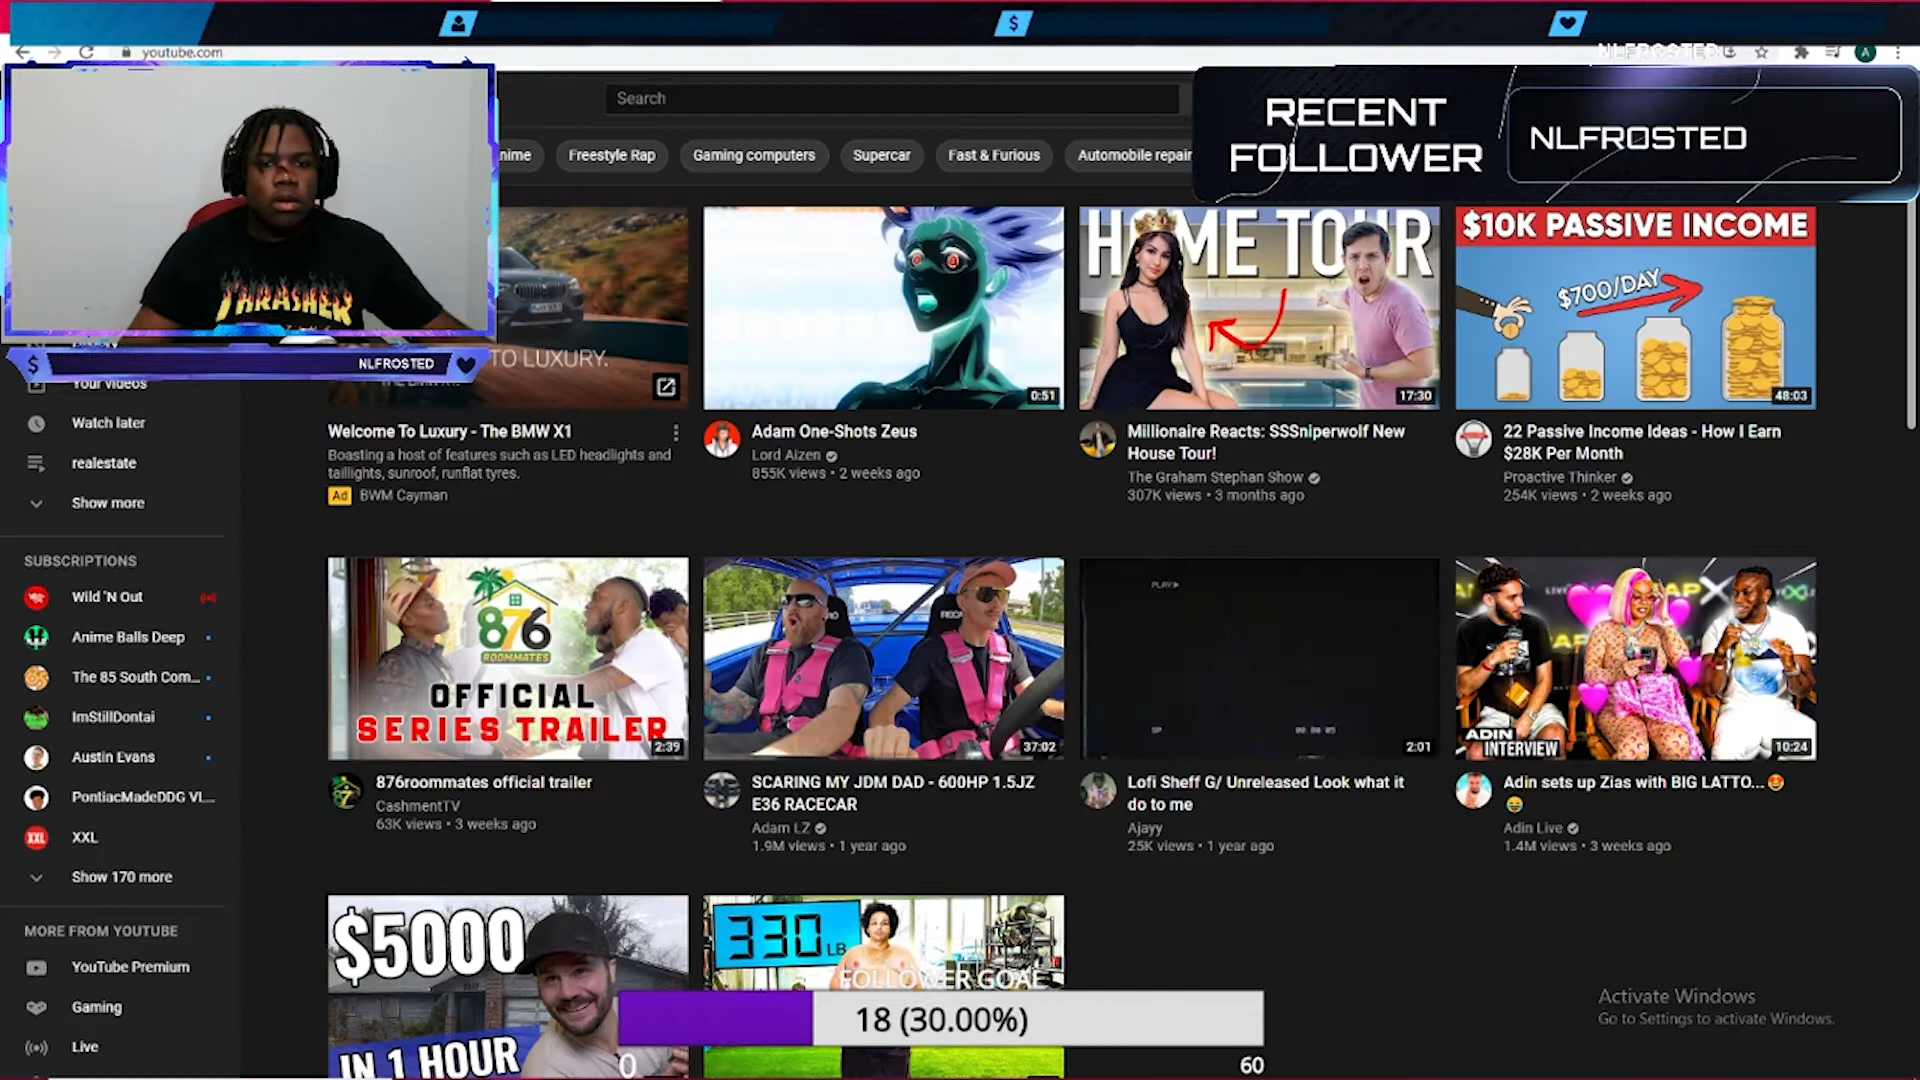 youtube.com
NLFROSTED
Search
RECENT
FOLLOWER
NLFROSTED
nime
Freestyle Rap
Gaming computers
Supercar
Fast & Furious
Automobile repair
THRASHER
NLFROSTED
TO LUXURY.
0:51
HOME TOUR
17:30
$10K PASSIVE INCOME
$700/DAY
48:03
Your videos
Watch later
realestate
Show more
Welcome To Luxury - The BMW X1
Boasting a host of features such as LED headlights and
taillights, sunroof, runflat tyres.
Ad BWM Cayman
Adam One-Shots Zeus
Lord Aizen
855K views • 2 weeks ago
Millionaire Reacts: SSSniperwolf New
House Tour!
The Graham Stephan Show
307K views • 3 months ago
22 Passive Income Ideas - How I Earn
$28K Per Month
Proactive Thinker
254K views • 2 weeks ago
SUBSCRIPTIONS
Wild 'N Out
Anime Balls Deep
The 85 South Com...
ImStillDontai
Austin Evans
PontiacMadeDDG VL...
XXL
Show 170 more
876
ROOMMATES
OFFICIAL
SERIES TRAILER
2:39
37:02
PLAY
2:01
ADIN
INTERVIEW
10:24
876roommates official trailer
CashmentTV
63K views • 3 weeks ago
SCARING MY JDM DAD - 600HP 1.5JZ
E36 RACECAR
Adam LZ
1.9M views • 1 year ago
Lofi Sheff G/ Unreleased Look what it
do to me
Ajayy
25K views • 1 year ago
Adin sets up Zias with BIG LATTO... 🤩
😂
Adin Live
1.4M views • 3 weeks ago
MORE FROM YOUTUBE
YouTube Premium
Gaming
Live
$5000
IN 1 HOUR
330 LB
FOLLOWER GOAL
18 (30.00%)
0
60
Activate Windows
Go to Settings to activate Windows.